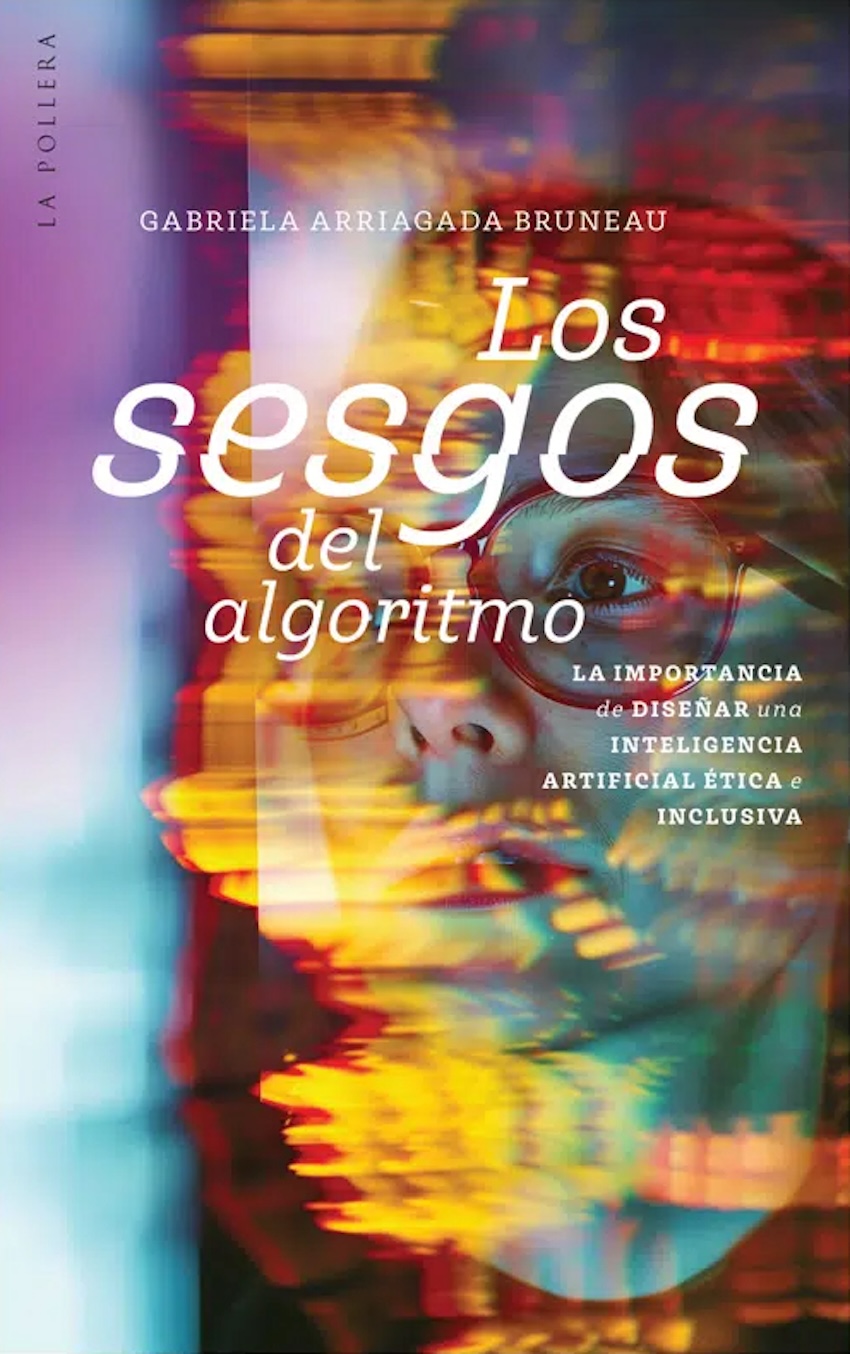 LA POLLERA
GABRIELA ARRIAGADA BRUNEAU
Los
sesgos
del
algoritmo
LA IMPORTANCIA
de DISEÑAR una
INTELIGENCIA
ARTIFICIAL ÉTICA e
INCLUSIVA